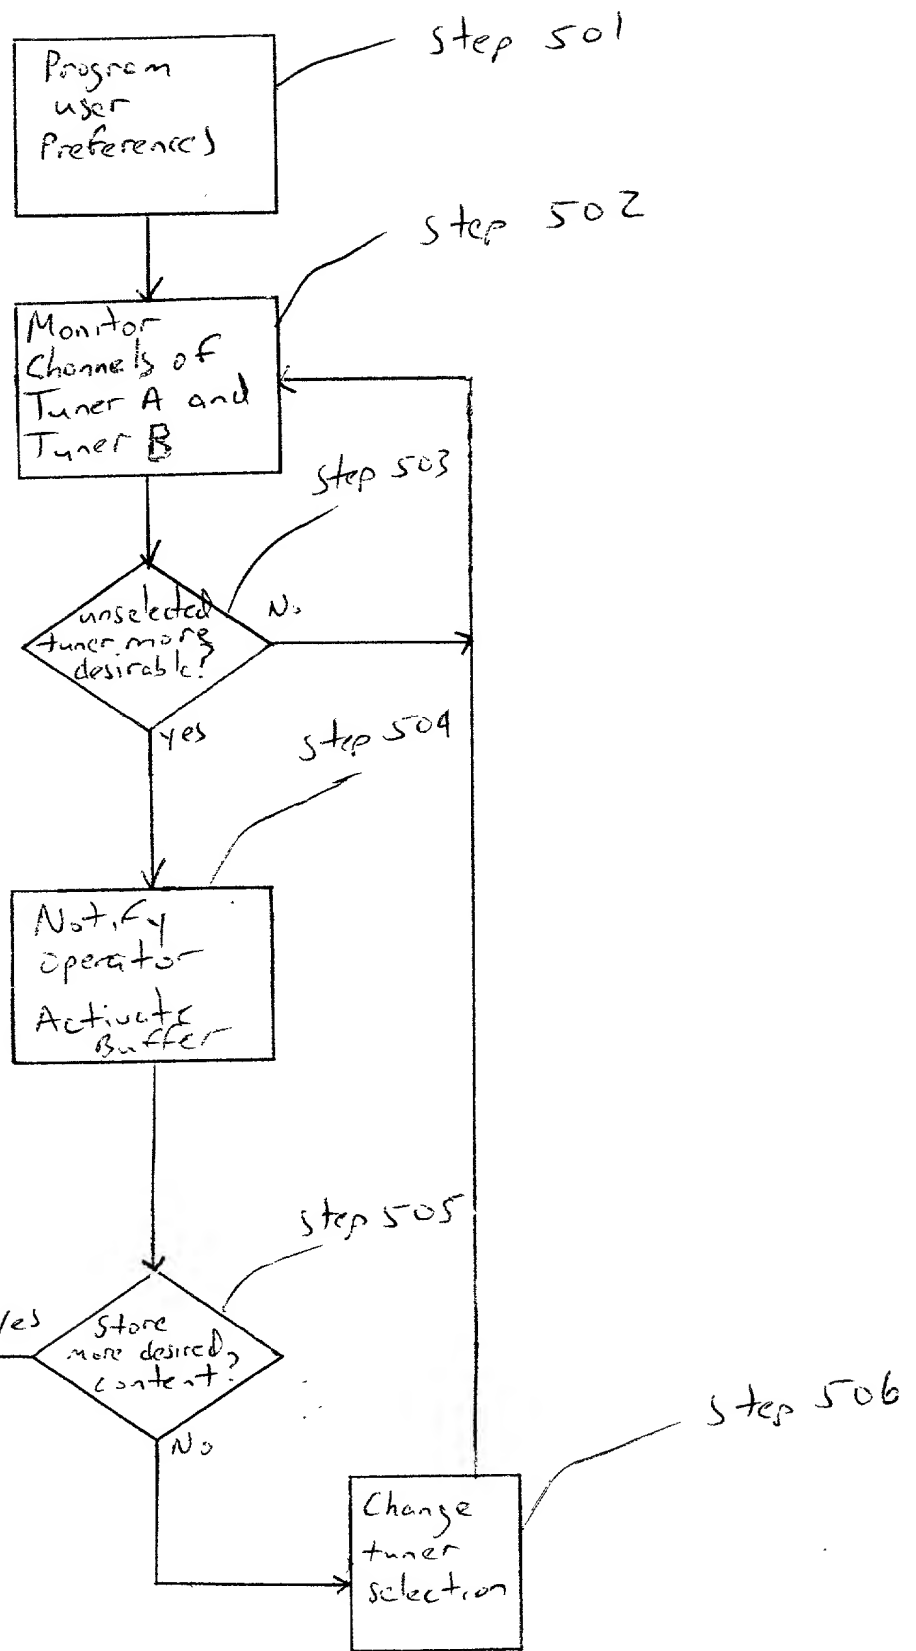 Step 501
Program
user
Preferences
Step 502
Monitor
Channels of
Tuner A and
Tuner B
Step 503
unselected
tuner more
desirable?
No
yes
Step 504
Notify
operator
Activate
Buffer
Step 505
Yes
Store
more desired
content?
No
Step 506
Change
tuner
selection